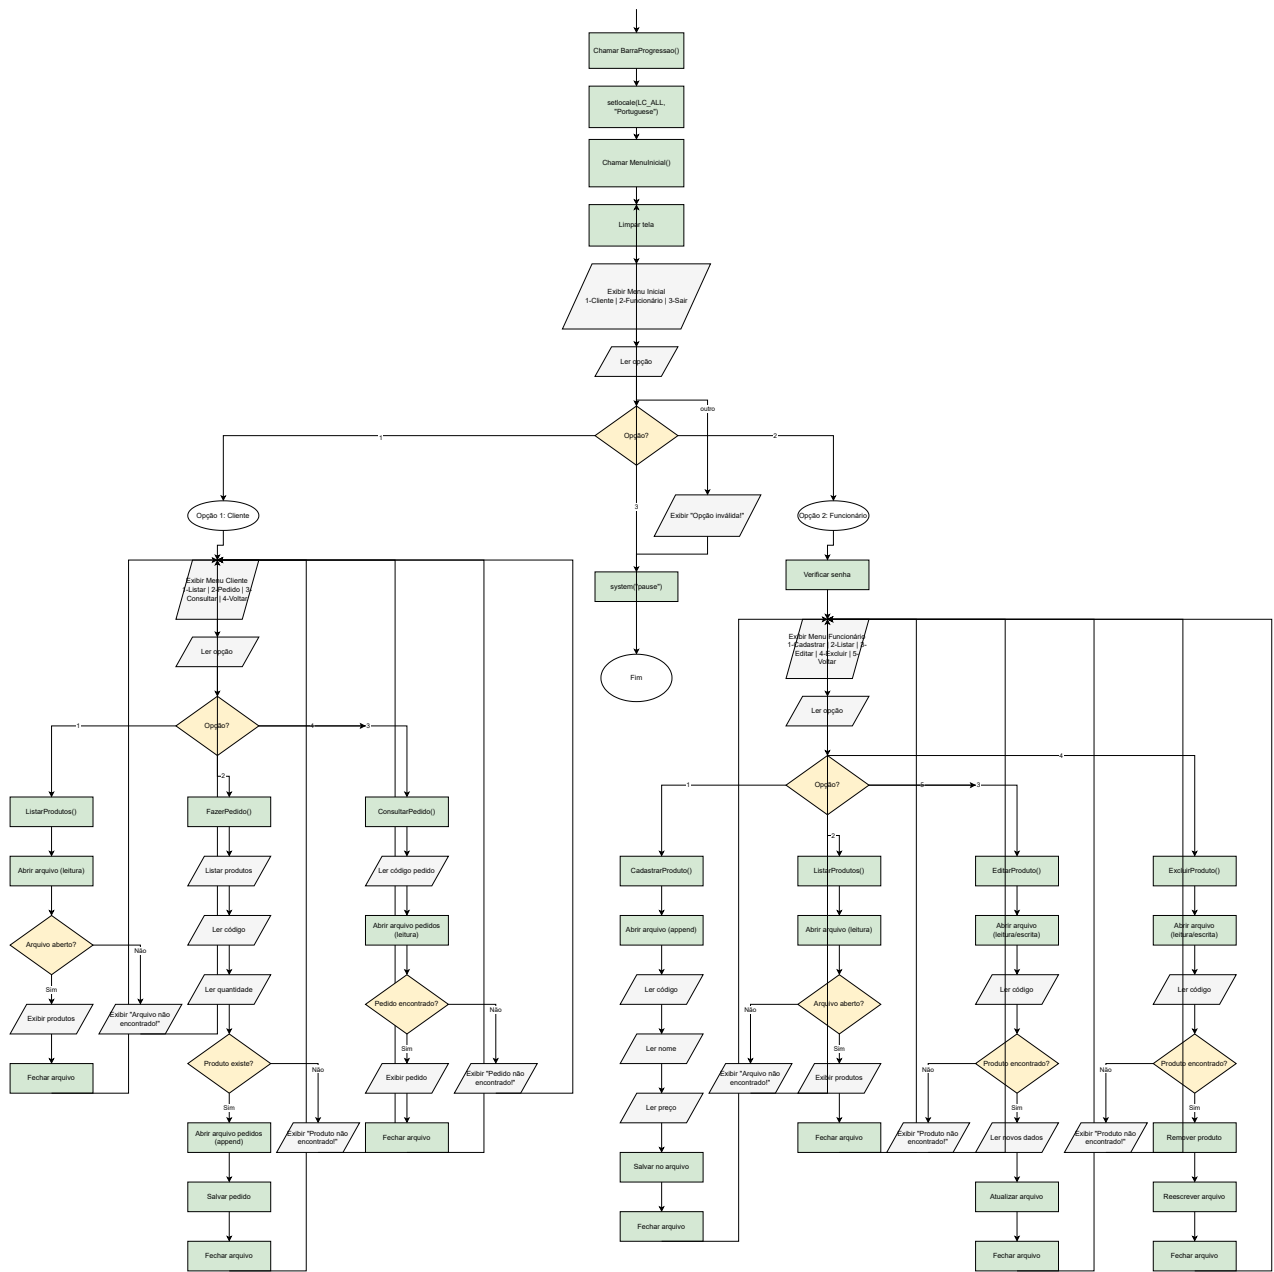 Chamar BarraProgressao()
setlocale(LC_ALL,
"Portuguese")
Chamar MenuInicial()
Limpar tela
Exibir Menu Inicial
1-Cliente | 2-Funcionário | 3-Sair
Ler opção
outro
Opção?
1
2
3
Exibir "Opção inválida!"
Opção 1: Cliente
Opção 2: Funcionário
system("pause")
Fim
Exibir Menu Cliente
1-Listar | 2-Pedido | 3-
Consultar | 4-Voltar
Ler opção
Opção?
1
4
3
2
ListarProdutos()
Abrir arquivo (leitura)
Arquivo aberto?
Não
Sim
Exibir produtos
Exibir "Arquivo não
encontrado!"
Fechar arquivo
FazerPedido()
Listar produtos
Ler código
Ler quantidade
Produto existe?
Não
Sim
Abrir arquivo pedidos
(append)
Exibir "Produto não
encontrado!"
Salvar pedido
Fechar arquivo
ConsultarPedido()
Ler código pedido
Abrir arquivo pedidos
(leitura)
Pedido encontrado?
Não
Sim
Exibir pedido
Exibir "Pedido não
encontrado!"
Fechar arquivo
Verificar senha
Exibir Menu Funcionário
1-Cadastrar | 2-Listar | 3-
Editar | 4-Excluir | 5-
Voltar
Ler opção
4
Opção?
1
5
3
2
CadastrarProduto()
Abrir arquivo (append)
Ler código
Ler nome
Ler preço
Salvar no arquivo
Fechar arquivo
ListarProdutos()
Abrir arquivo (leitura)
Arquivo aberto?
Não
Sim
Exibir "Arquivo não
encontrado!"
Exibir produtos
Fechar arquivo
EditarProduto()
Abrir arquivo
(leitura/escrita)
Ler código
Produto encontrado?
Não
Sim
Exibir "Produto não
encontrado!"
Ler novos dados
Atualizar arquivo
Fechar arquivo
ExcluirProduto()
Abrir arquivo
(leitura/escrita)
Ler código
Produto encontrado?
Não
Sim
Exibir "Produto não
encontrado!"
Remover produto
Reescrever arquivo
Fechar arquivo